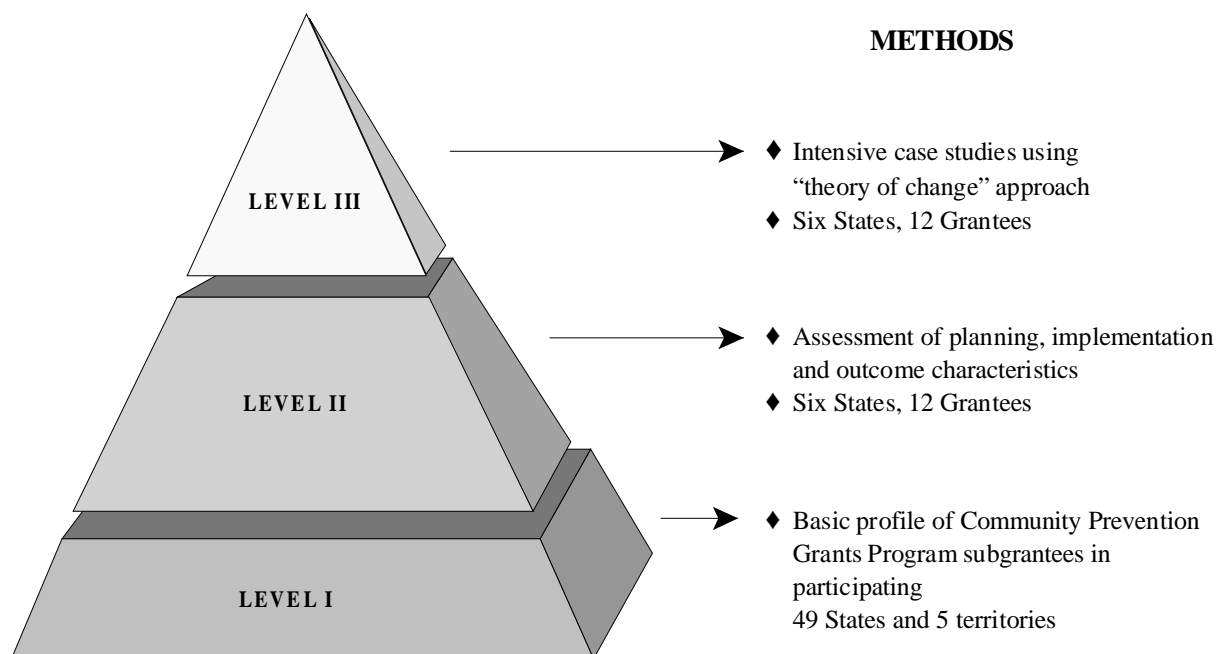 METHODS
LEVEL III
♦ Intensive case studies using
“theory of change” approach
♦ Six States, 12 Grantees
LEVEL II
♦ Assessment of planning, implementation
and outcome characteristics
♦ Six States, 12 Grantees
LEVEL I
♦ Basic profile of Community Prevention
Grants Program subgrantees in
participating
49 States and 5 territories